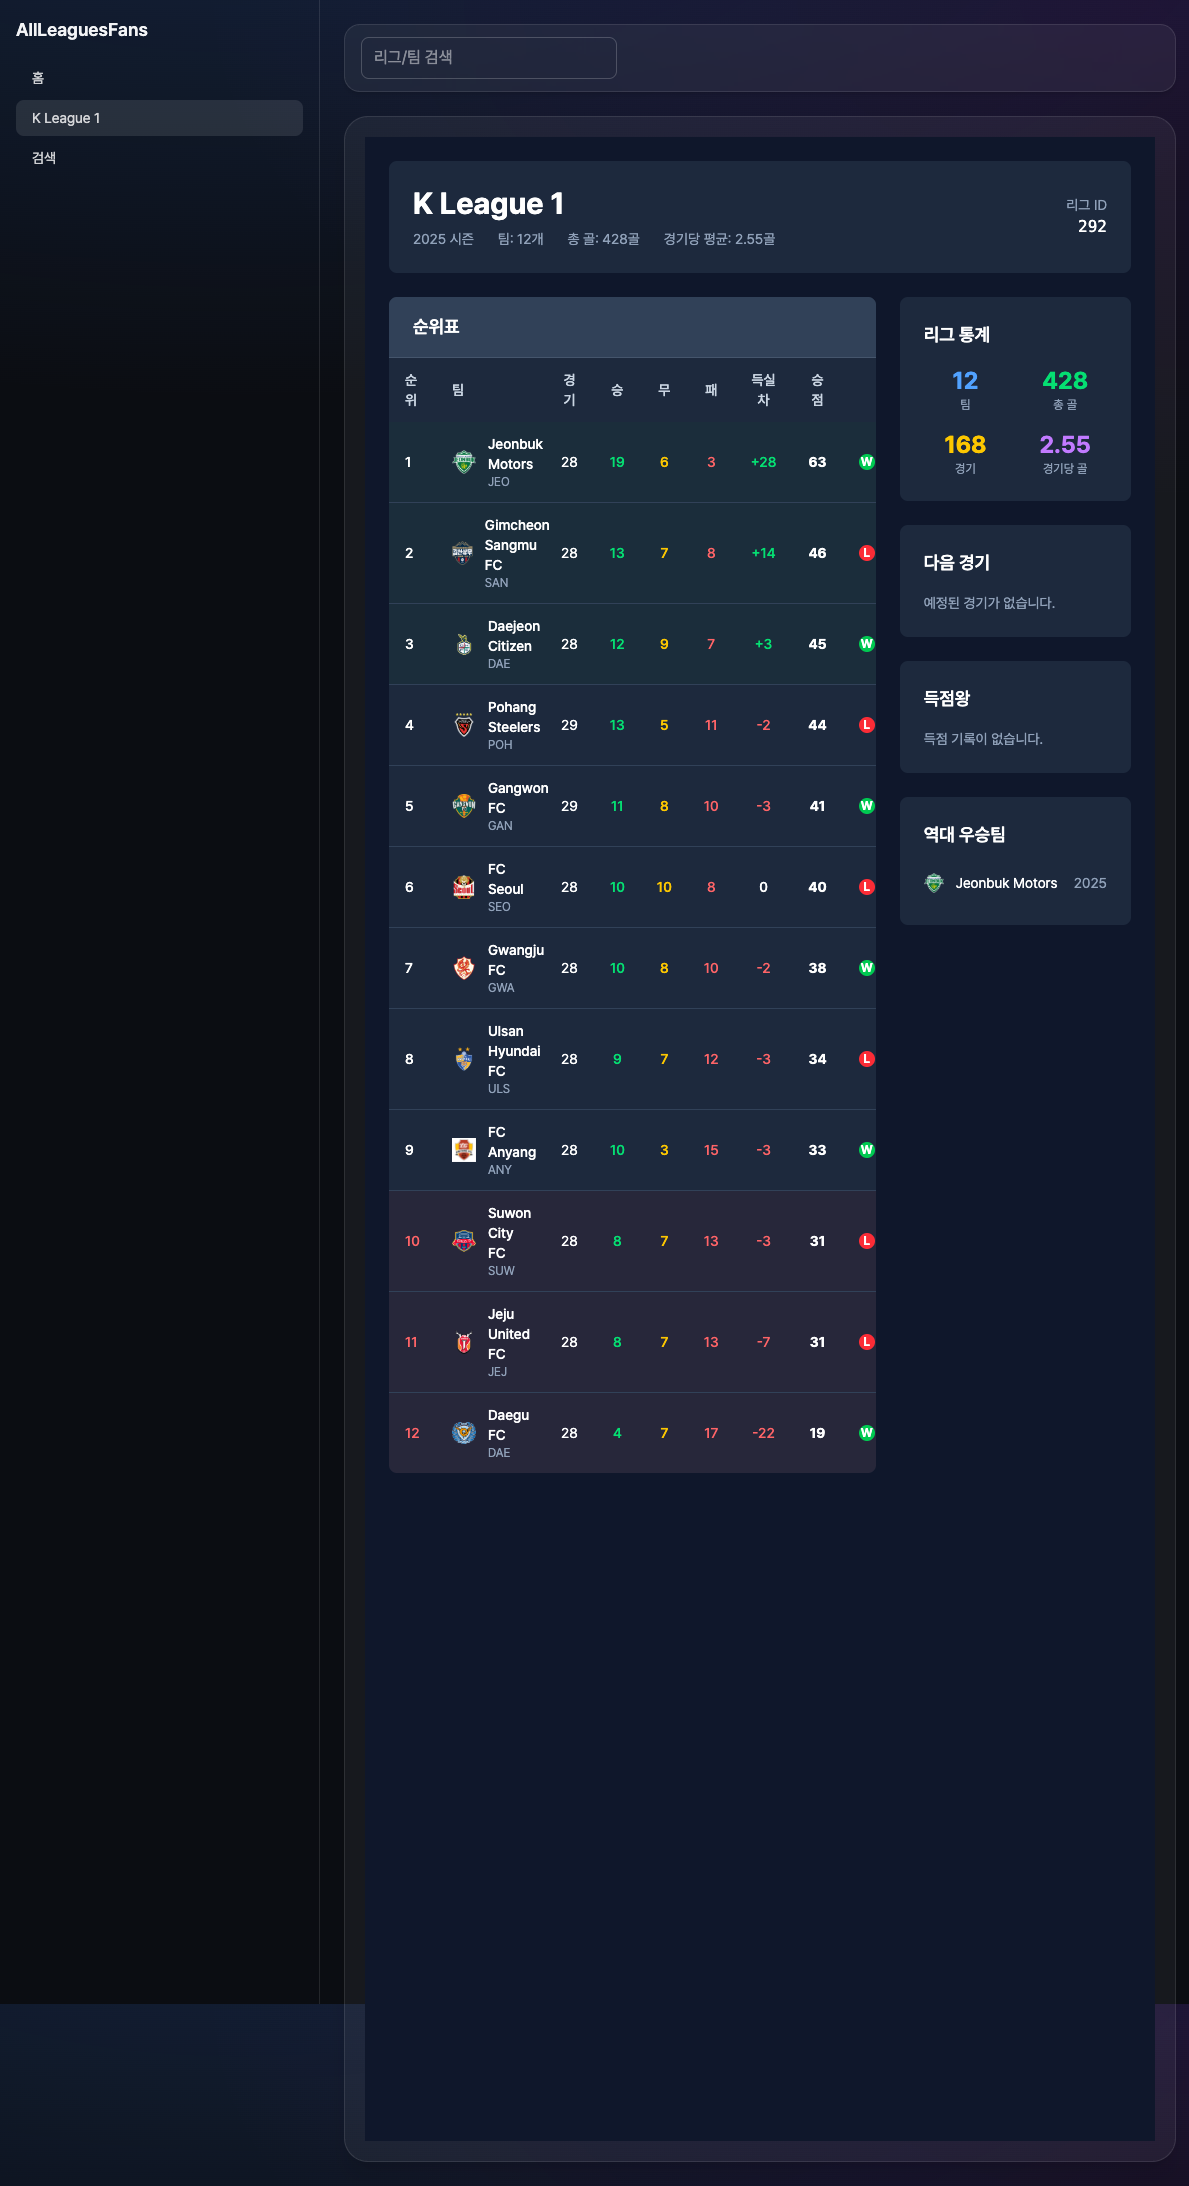 AllLeaguesFans
홈
K League 1
검색
리그/팀 검색
K League 1
2025 시즌 팀: 12개 총 골: 428골 경기당 평균: 2.55골
리그 ID
292
순위표
순위 팀 경기 승 무 패 득실차 승점
1 Jeonbuk Motors JEO 28 19 6 3 +28 63 W
2 Gimcheon Sangmu FC SAN 28 13 7 8 +14 46 L
3 Daejeon Citizen DAE 28 12 9 7 +3 45 W
4 Pohang Steelers POH 29 13 5 11 -2 44 L
5 Gangwon FC GAN 29 11 8 10 -3 41 W
6 FC Seoul SEO 28 10 10 8 0 40 L
7 Gwangju FC GWA 28 10 8 10 -2 38 W
8 Ulsan Hyundai FC ULS 28 9 7 12 -3 34 L
9 FC Anyang ANY 28 10 3 15 -3 33 W
10 Suwon City FC SUW 28 8 7 13 -3 31 L
11 Jeju United FC JEJ 28 8 7 13 -7 31 L
12 Daegu FC DAE 28 4 7 17 -22 19 W
리그 통계
12 428
팀 총 골
168 2.55
경기 경기당 골
다음 경기
예정된 경기가 없습니다.
득점왕
득점 기록이 없습니다.
역대 우승팀
Jeonbuk Motors 2025